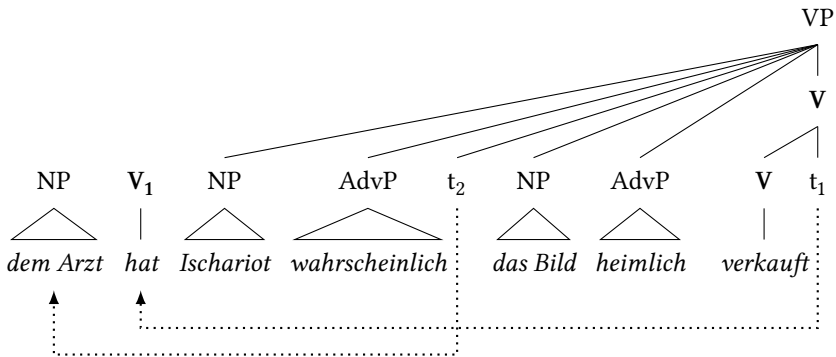 VP
V
NP V₁ NP AdvP t₂ NP AdvP V t₁
dem Arzt hat Ischariot wahrscheinlich das Bild heimlich verkauft